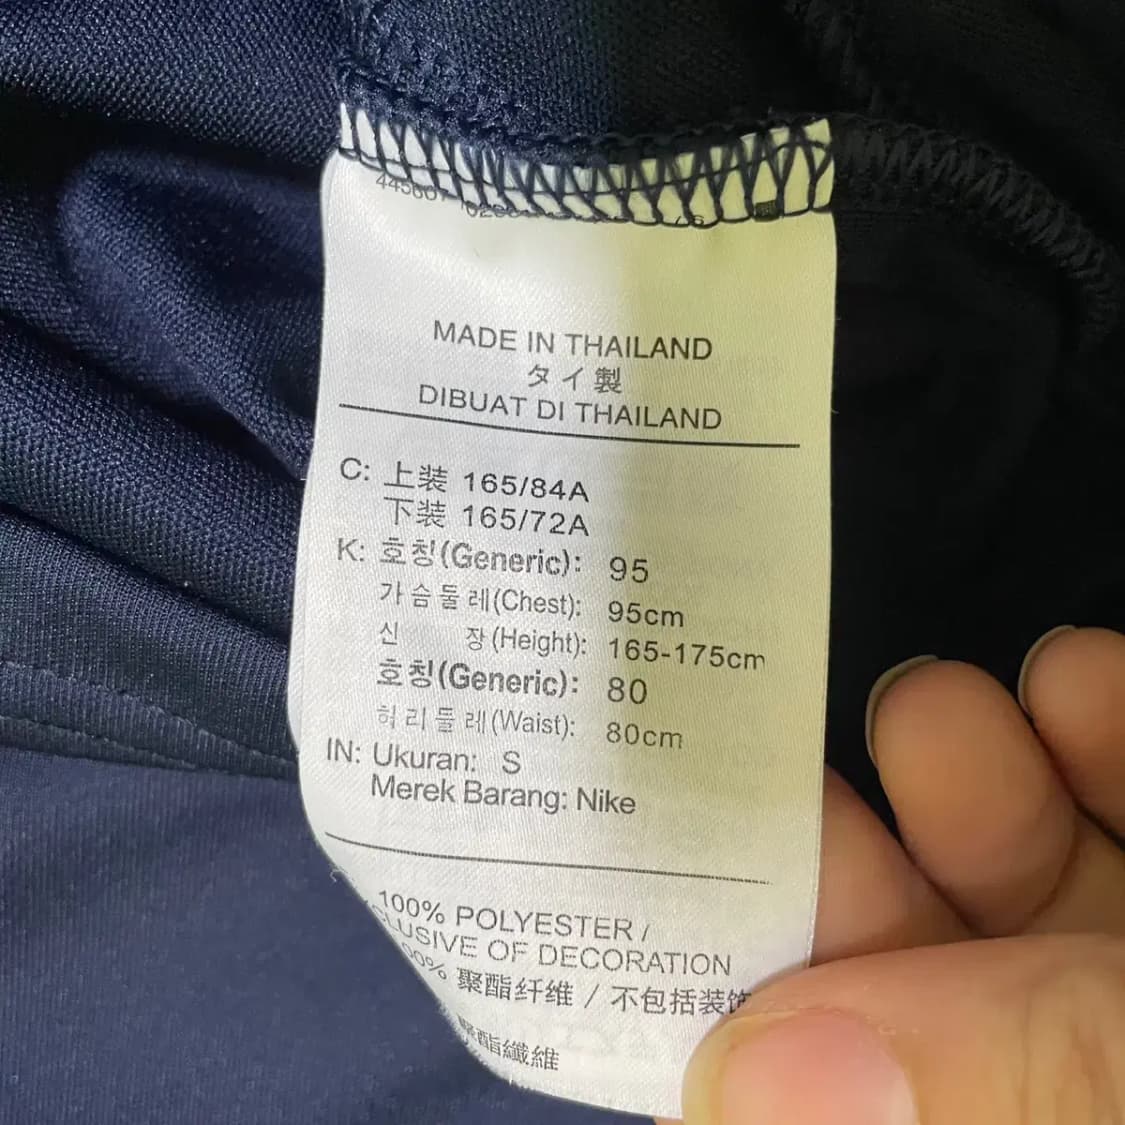 MADE IN THAILAND
タイ製
DIBUAT DI THAILAND
C: 上装 165/84A
下装 165/72A
K: 호칭(Generic): 95
가슴둘레(Chest): 95cm
신 장(Height): 165-175cm
호칭(Generic): 80
허리둘레(Waist): 80cm
IN: Ukuran: S
Merek Barang: Nike
100% POLYESTER /
OF DECORATION
聚酯纤维 / 不包括装饰
聚酯纖維